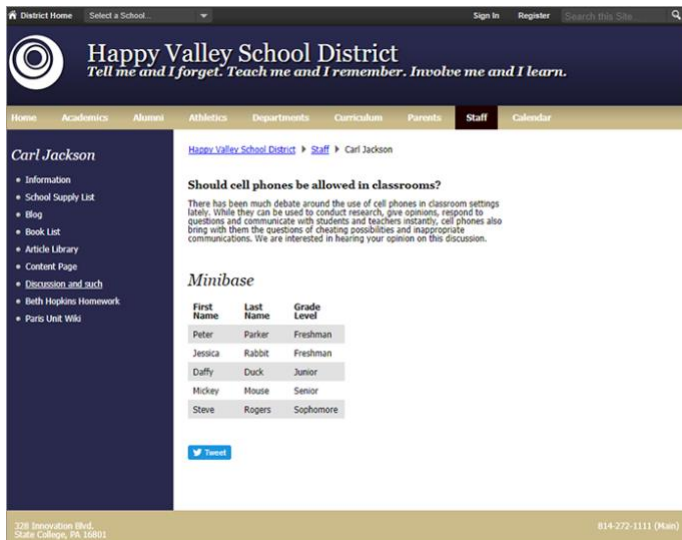 District Home Select a School... Sign In Register Search this Site...
Happy Valley School District
Tell me and I forget. Teach me and I remember. Involve me and I learn.
Home Academics Alumni Athletics Departments Curriculum Parents Staff Calendar
Carl Jackson
Information
School Supply List
Blog
Book List
Article Library
Content Page
Discussion and such
Beth Hopkins Homework
Paris Unit Wiki
Happy Valley School District Staff Carl Jackson
Should cell phones be allowed in classrooms?
There has been much debate around the use of cell phones in classroom settings
lately. While they can be used to conduct research, give opinions, respond to
questions and communicate with students and teachers instantly, cell phones also
bring with them the questions of cheating possibilities and inappropriate
communications. We are interested in hearing your opinion on this discussion.
Minibase
First Name Last Name Grade Level
Peter Parker Freshman
Jessica Rabbit Freshman
Daffy Duck Junior
Mickey Mouse Senior
Steve Rogers Sophomore
Tweet
328 Innovation Blvd. 814-272-1111 (Main)
State College, PA 16801